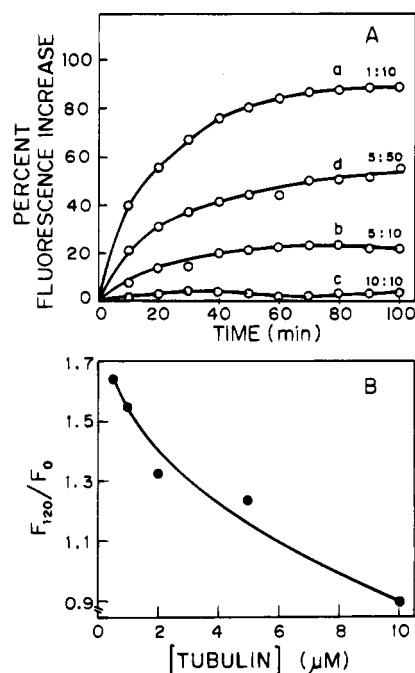 A
PERCENT
FLUORESCENCE INCREASE
100
80
60
40
20
0
a 1:10
d 5:50
b 5:10
c 10:10
0 20 40 60 80 100
TIME (min)
B
F120/F0
1.7
1.5
1.3
1.1
0.9
0 2 4 6 8 10
[TUBULIN] (μM)